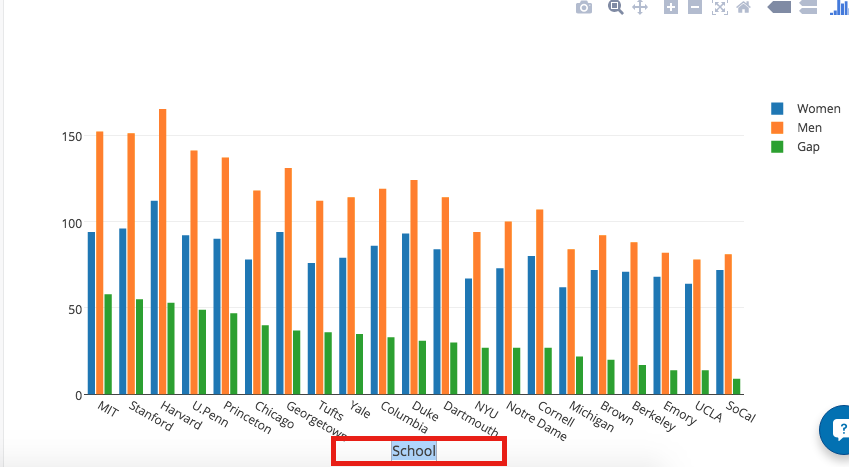 Women
Men
Gap
150
100
50
0
MIT
Stanford
Harvard
U.Penn
Princeton
Chicago
Georgetown
Tufts
Yale
Columbia
Duke
Dartmouth
NYU
Notre Dame
Cornell
Michigan
Brown
Berkeley
Emory
UCLA
SoCal
School
?